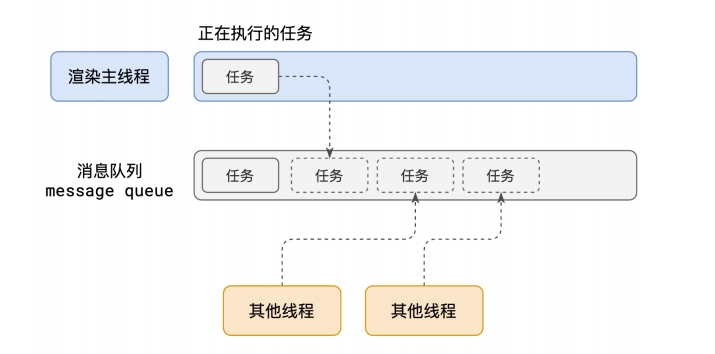 正在执行的任务
渲染主线程
任务
消息队列
message queue
任务
任务
任务
任务
其他线程
其他线程